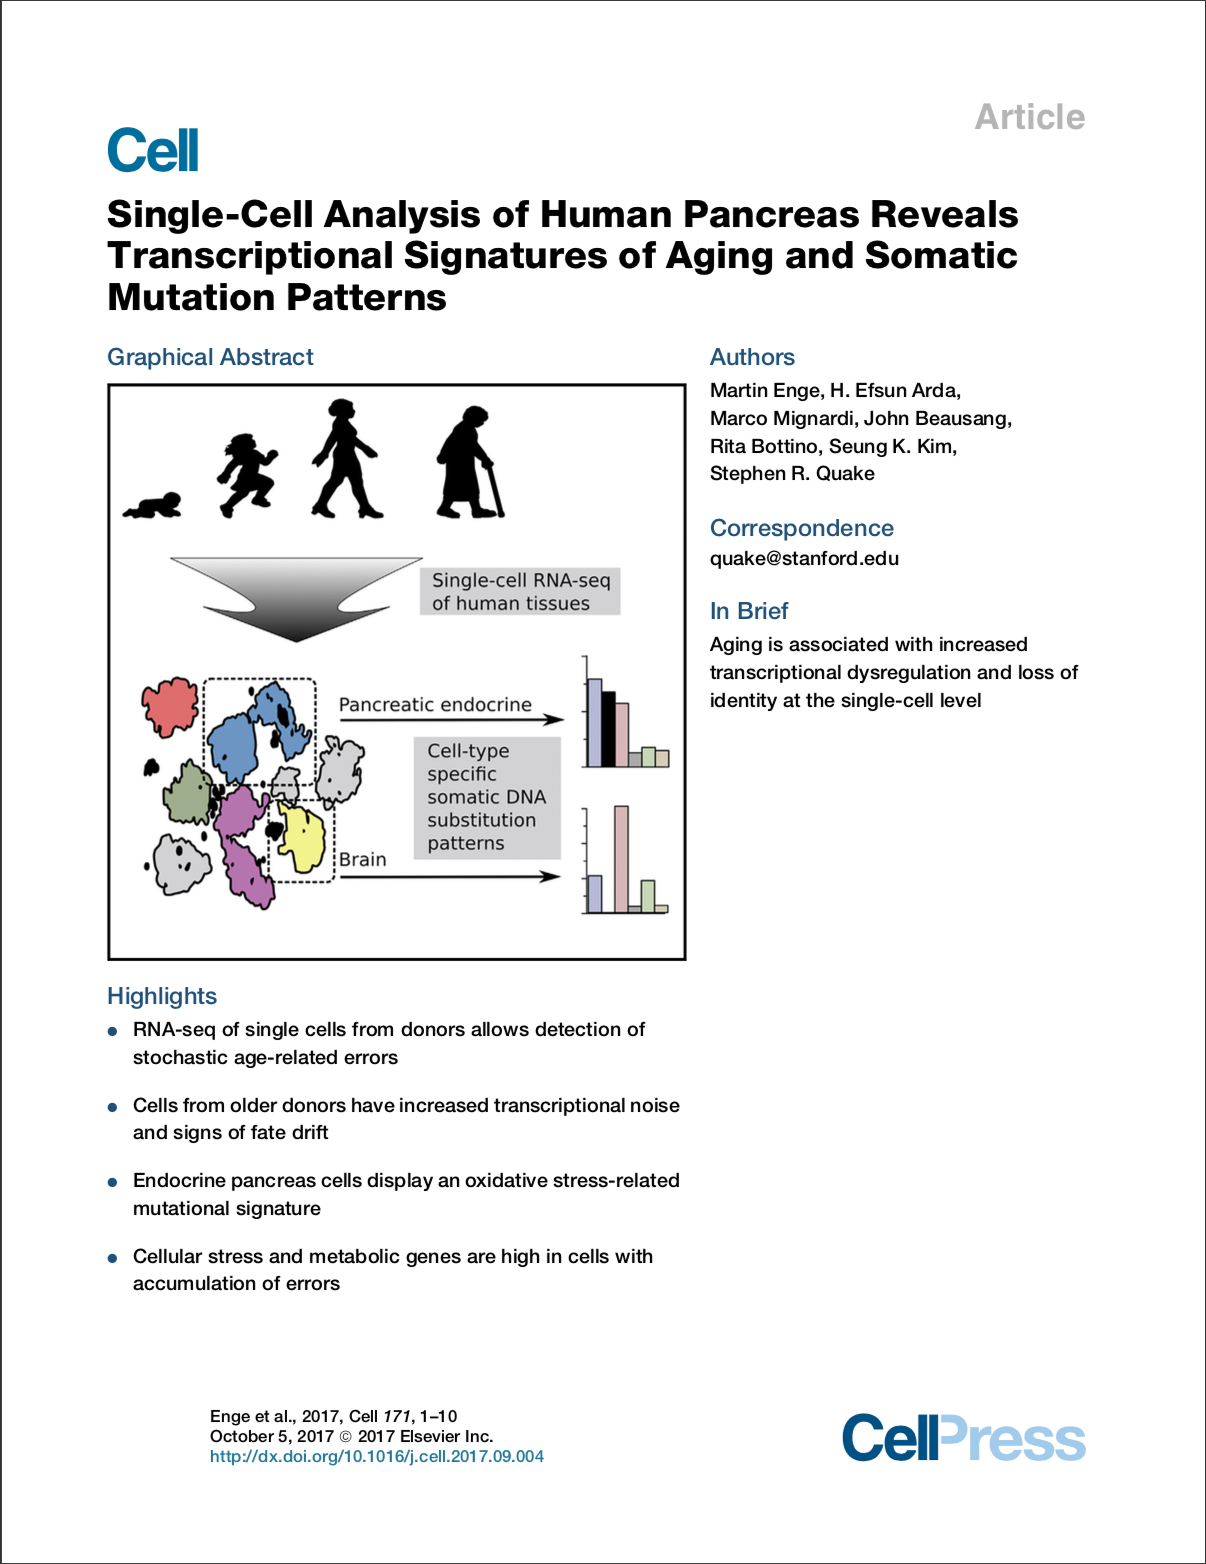 Article
Cell
Single-Cell Analysis of Human Pancreas Reveals
Transcriptional Signatures of Aging and Somatic
Mutation Patterns
Graphical Abstract
Single-cell RNA-seq
of human tissues
Pancreatic endocrine
Cell-type
specific
somatic DNA
substitution
patterns
Brain
Authors
Martin Enge, H. Efsun Arda,
Marco Mignardi, John Beausang,
Rita Bottino, Seung K. Kim,
Stephen R. Quake
Correspondence
quake@stanford.edu
In Brief
Aging is associated with increased
transcriptional dysregulation and loss of
identity at the single-cell level
Highlights
• RNA-seq of single cells from donors allows detection of
stochastic age-related errors
• Cells from older donors have increased transcriptional noise
and signs of fate drift
• Endocrine pancreas cells display an oxidative stress-related
mutational signature
• Cellular stress and metabolic genes are high in cells with
accumulation of errors
Enge et al., 2017, Cell 171, 1–10
October 5, 2017 © 2017 Elsevier Inc.
http://dx.doi.org/10.1016/j.cell.2017.09.004
CellPress